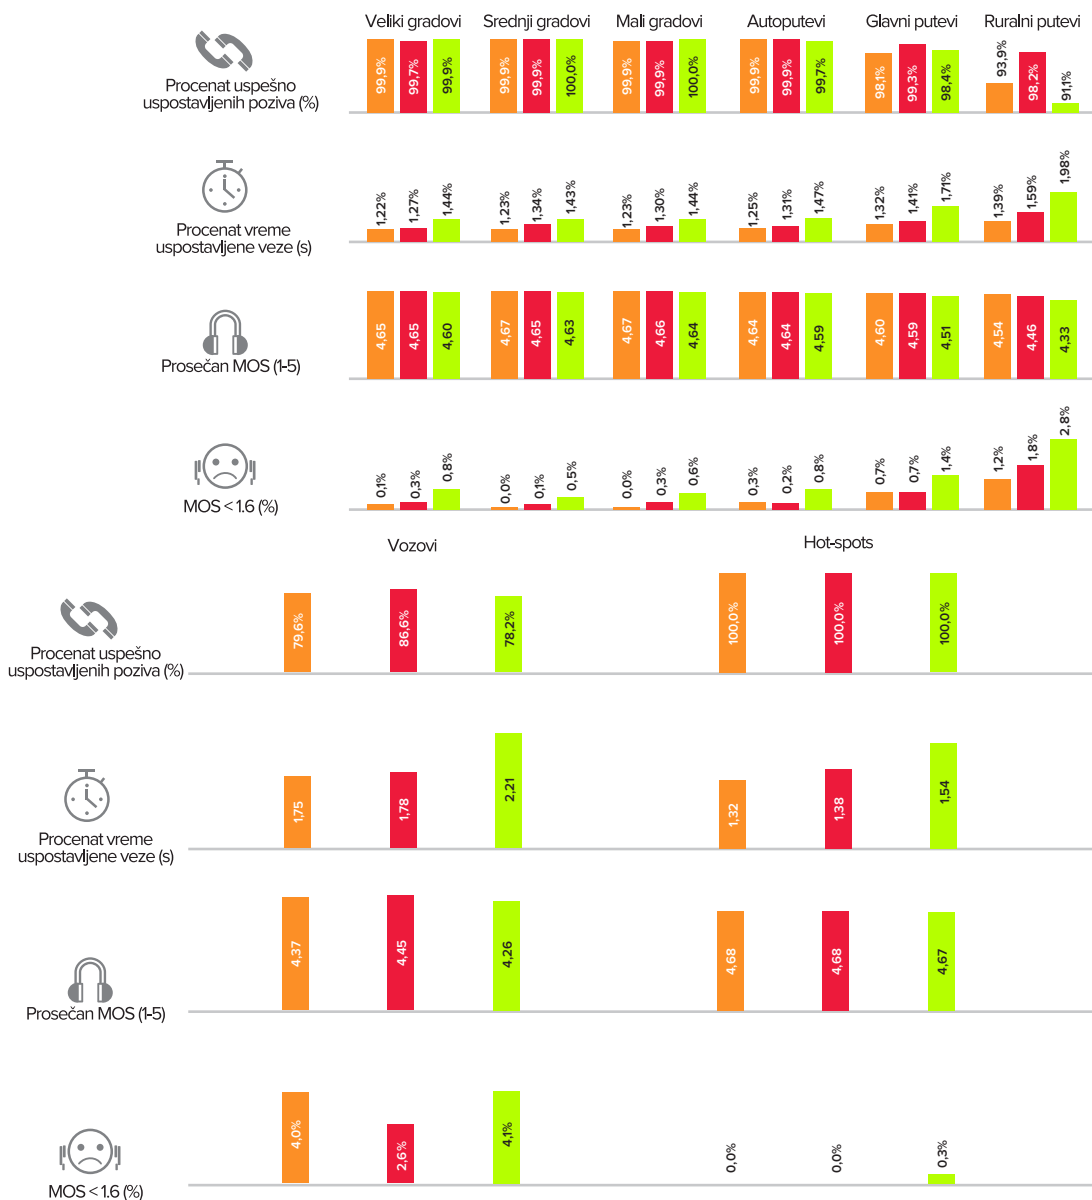 Veliki gradovi Srednji gradovi Mali gradovi Autoputevi Glavni putevi Ruralni putevi
Procenat uspešno
uspostavljenih poziva (%)
99,9% 99,7% 99,9% 99,9% 99,9% 100,0% 99,9% 99,9% 100,0% 99,9% 99,9% 99,7% 98,1% 99,3% 98,4% 93,9% 98,2% 91,1%
Procenat vreme
uspostavljene veze (s)
1,22% 1,27% 1,44% 1,23% 1,34% 1,43% 1,23% 1,30% 1,44% 1,25% 1,31% 1,47% 1,32% 1,41% 1,71% 1,39% 1,59% 1,98%
Prosečan MOS (1-5)
4,65 4,65 4,60 4,67 4,65 4,63 4,67 4,66 4,64 4,64 4,64 4,59 4,60 4,59 4,51 4,54 4,46 4,33
MOS < 1.6 (%)
0,1% 0,3% 0,8% 0,0% 0,1% 0,5% 0,0% 0,3% 0,6% 0,3% 0,2% 0,8% 0,7% 0,7% 1,4% 1,2% 1,8% 2,8%
Vozovi Hot-spots
Procenat uspešno
uspostavljenih poziva (%)
79,6% 86,6% 78,2% 100,0% 100,0% 100,0%
Procenat vreme
uspostavljene veze (s)
1,75 1,78 2,21 1,32 1,38 1,54
Prosečan MOS (1-5)
4,37 4,45 4,26 4,68 4,68 4,67
MOS < 1.6 (%)
4,0% 2,6% 4,1% 0,0% 0,0% 0,3%